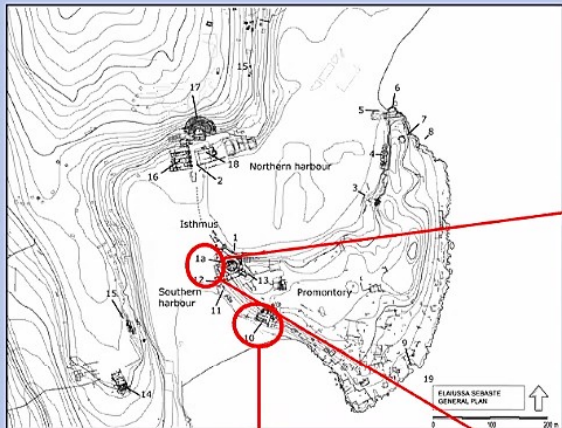 17
15
6
5
7
8
18
16
2
Northern harbour
4
3
Isthmus
1
1a
12
13
Southern
harbour
11
Promontory
15
10
9
19
14
ELAIUSSA SEBASTE
GENERAL PLAN
0 100 200 m